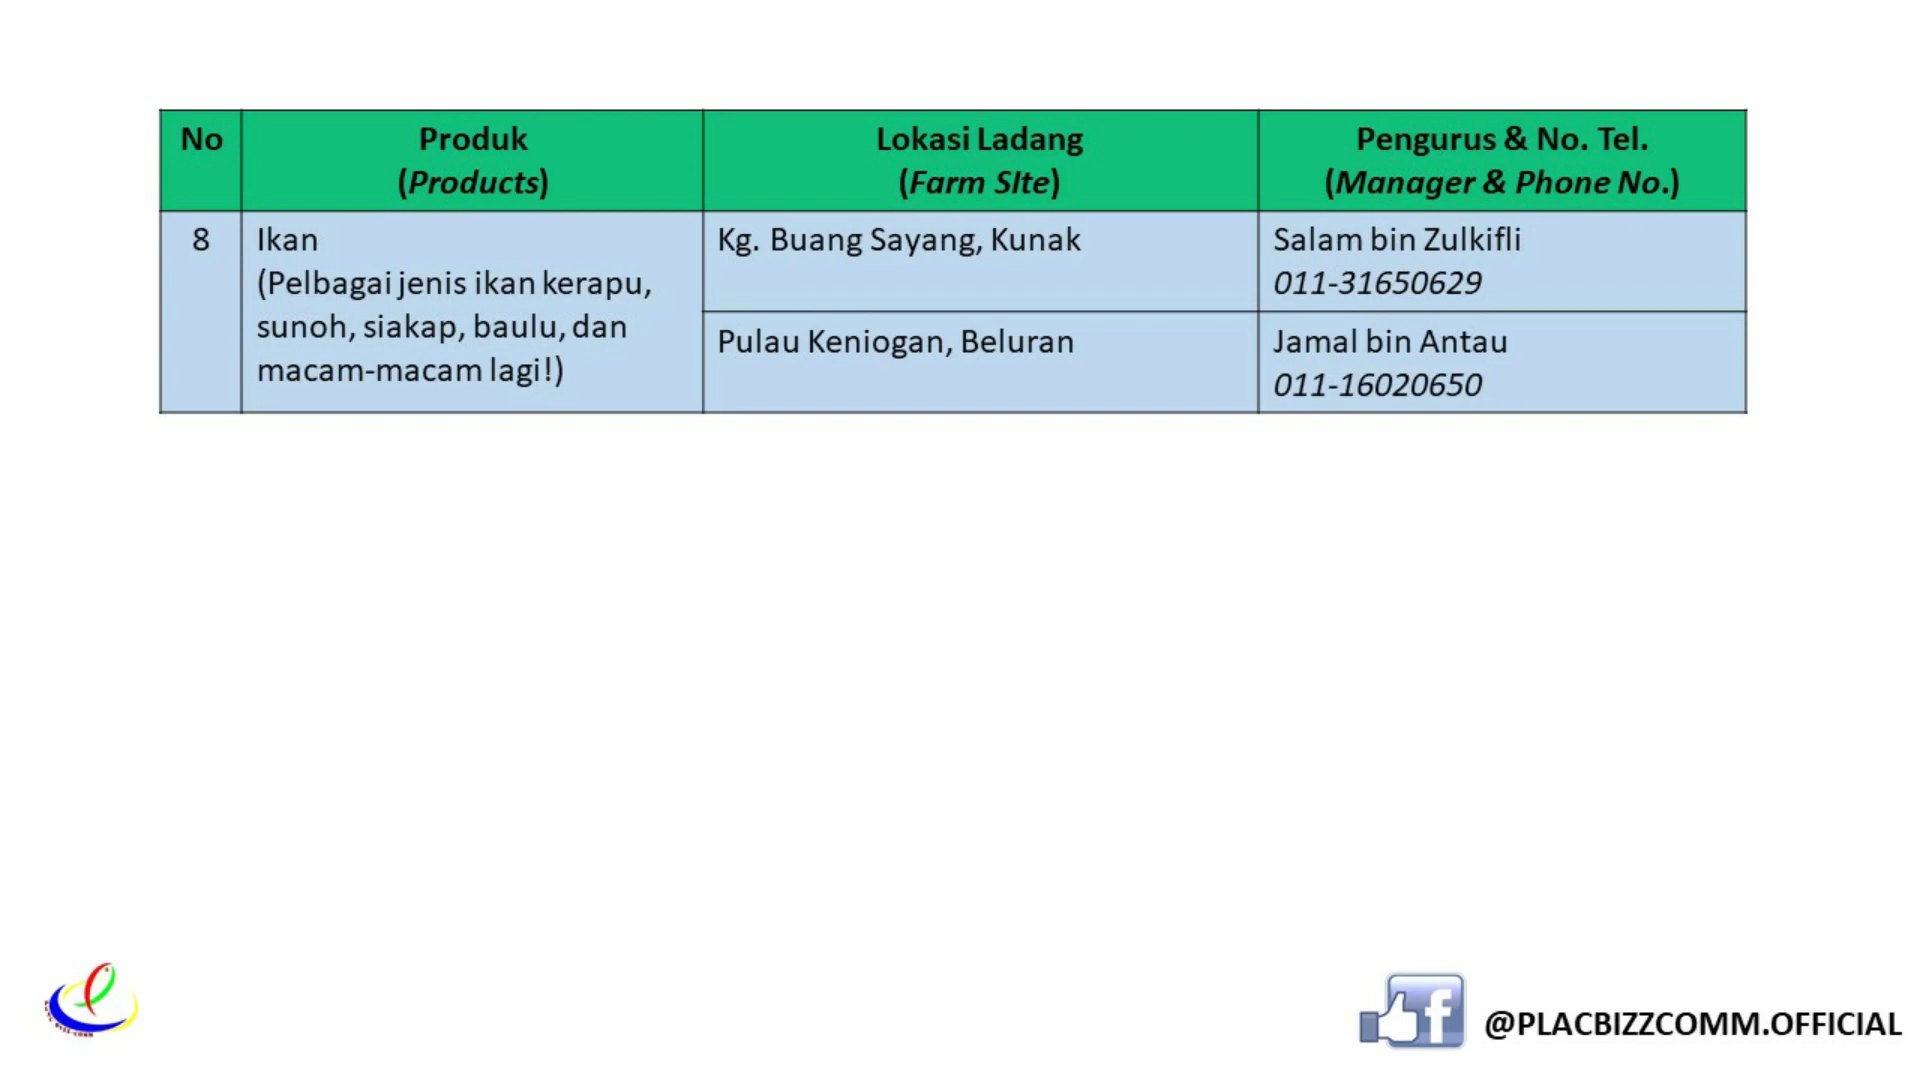 No
Produk
(Products)
Lokasi Ladang
(Farm SIte)
Pengurus & No. Tel.
(Manager & Phone No.)
8
Ikan
(Pelbagai jenis ikan kerapu,
sunoh, siakap, baulu, dan
macam-macam lagi!)
Kg. Buang Sayang, Kunak
Salam bin Zulkifli
011-31650629
Pulau Keniogan, Beluran
Jamal bin Antau
011-16020650
@PLACBIZZCOMM.OFFICIAL